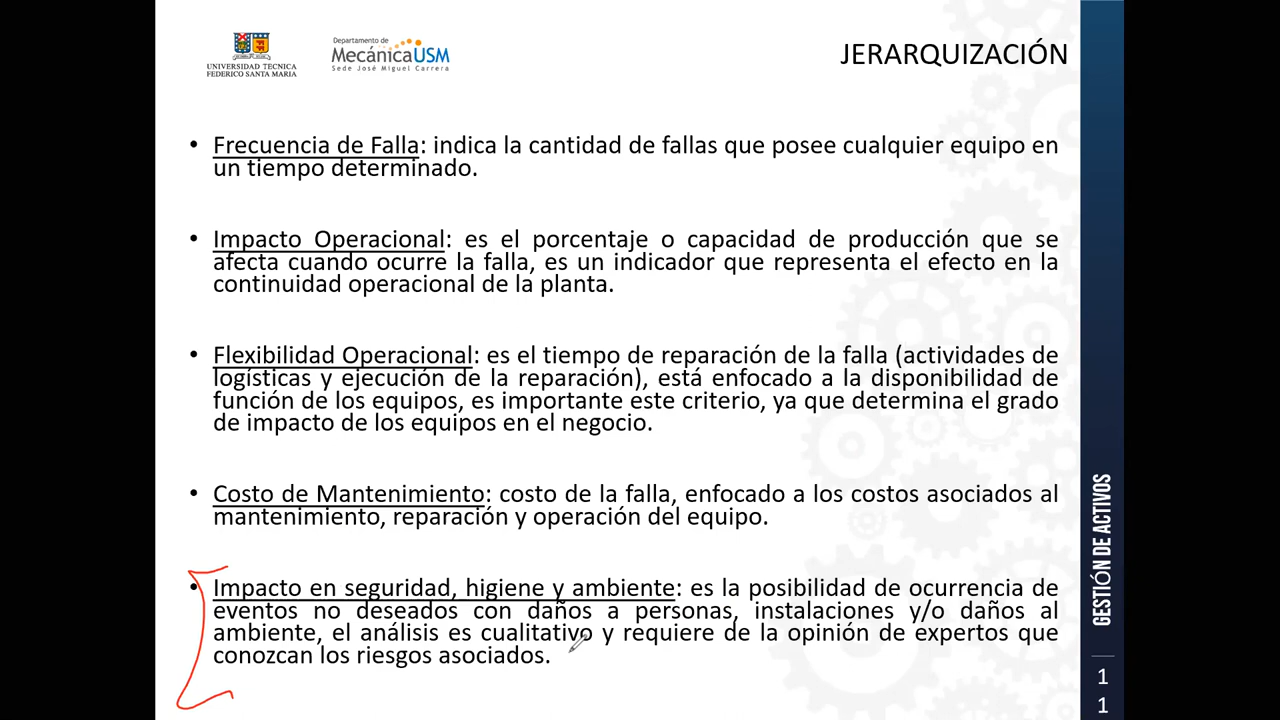 UNIVERSIDAD TECNICA
FEDERICO SANTA MARIA
Departamento de
MecánicaUSM
Sede José Miguel Carrera
JERARQUIZACIÓN
• Frecuencia de Falla: indica la cantidad de fallas que posee cualquier equipo en
un tiempo determinado.
• Impacto Operacional: es el porcentaje o capacidad de producción que se
afecta cuando ocurre la falla, es un indicador que representa el efecto en la
continuidad operacional de la planta.
• Flexibilidad Operacional: es el tiempo de reparación de la falla (actividades de
logísticas y ejecución de la reparación), está enfocado a la disponibilidad de
función de los equipos, es importante este criterio, ya que determina el grado
de impacto de los equipos en el negocio.
• Costo de Mantenimiento: costo de la falla, enfocado a los costos asociados al
mantenimiento, reparación y operación del equipo.
• Impacto en seguridad, higiene y ambiente: es la posibilidad de ocurrencia de
eventos no deseados con daños a personas, instalaciones y/o daños al
ambiente, el análisis es cualitativo y requiere de la opinión de expertos que
conozcan los riesgos asociados.
GESTIÓN DE ACTIVOS
1
1